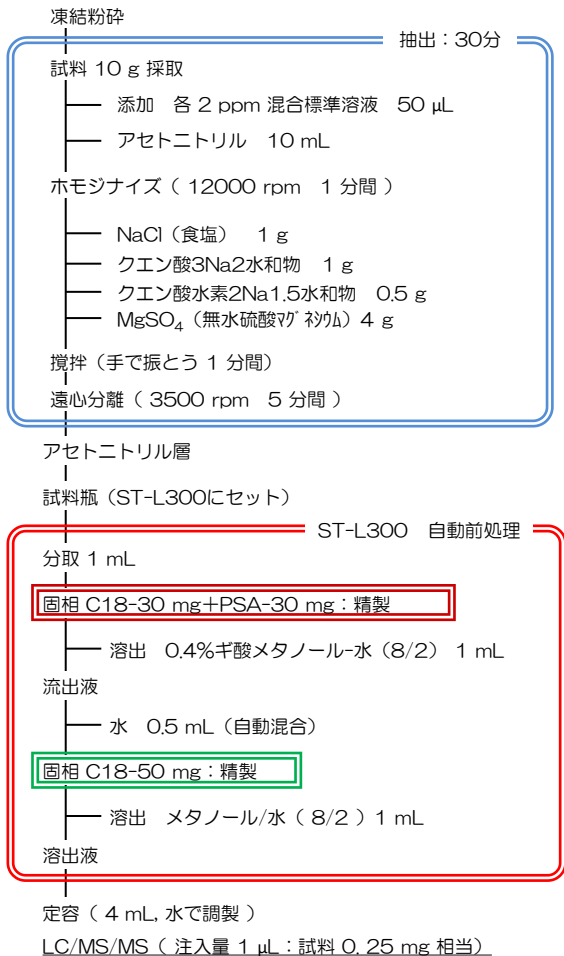 凍結粉砕
抽出：30分
試料 10 g 採取
添加　各 2 ppm 混合標準溶液　50 μL
アセトニトリル　10 mL
ホモジナイズ（ 12000 rpm　1 分間 ）
NaCl（食塩）　1 g
クエン酸3Na2水和物　1 g
クエン酸水素2Na1.5水和物　0.5 g
MgSO₄（無水硫酸ﾏｸﾞﾈｼｳﾑ）4 g
撹拌（手で振とう 1 分間）
遠心分離（ 3500 rpm　5 分間 ）
アセトニトリル層
試料瓶（ST-L300にセット）
ST-L300　自動前処理
分取 1 mL
固相 C18-30 mg＋PSA-30 mg：精製
溶出　0.4%ギ酸メタノール-水（8/2） 1 mL
流出液
水　0.5 mL（自動混合）
固相 C18-50 mg：精製
溶出　メタノール/水（ 8/2 ）1 mL
溶出液
定容（ 4 mL, 水で調製 ）
LC/MS/MS（ 注入量 1 μL：試料 0. 25 mg 相当）